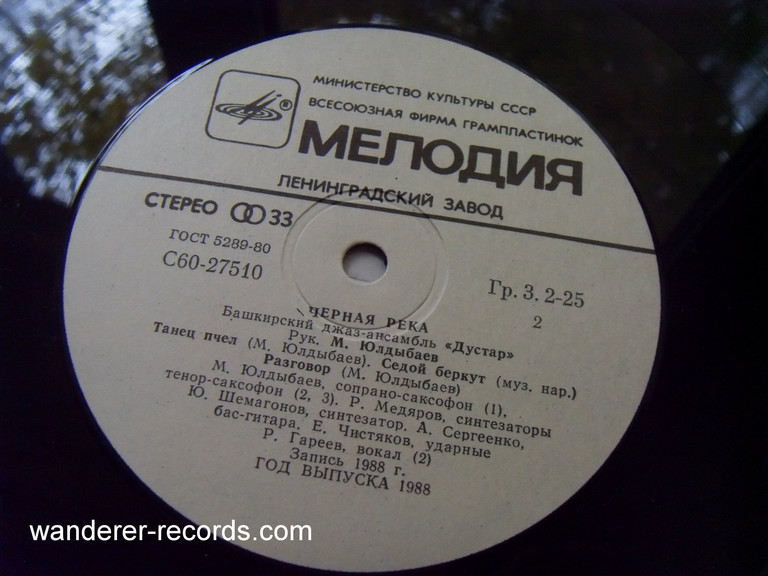 МИНИСТЕРСТВО КУЛЬТУРЫ СССР
ВСЕСОЮЗНАЯ ФИРМА ГРАМПЛАСТИНОК
®
МЕЛОДИЯ
ЛЕНИНГРАДСКИЙ ЗАВОД
СТЕРЕО 33
ГОСТ 5289-80
С60-27510
Гр. 3. 2-25
2
ЧЕРНАЯ РЕКА
Башкирский джаз-ансамбль «Дустар»
Рук. М. Юлдыбаев
Танец пчел (М. Юлдыбаев). Седой беркут (муз. нар.)
Разговор (М. Юлдыбаев)
М. Юлдыбаев, сопрано-саксофон (1),
тенор-саксофон (2, 3). Р. Медяров, синтезаторы
Ю. Шемагонов, синтезатор. А. Сергеенко,
бас-гитара. Е. Чистяков, ударные
Р. Гареев, вокал (2)
Запись 1988 г.
ГОД ВЫПУСКА 1988
wanderer-records.com